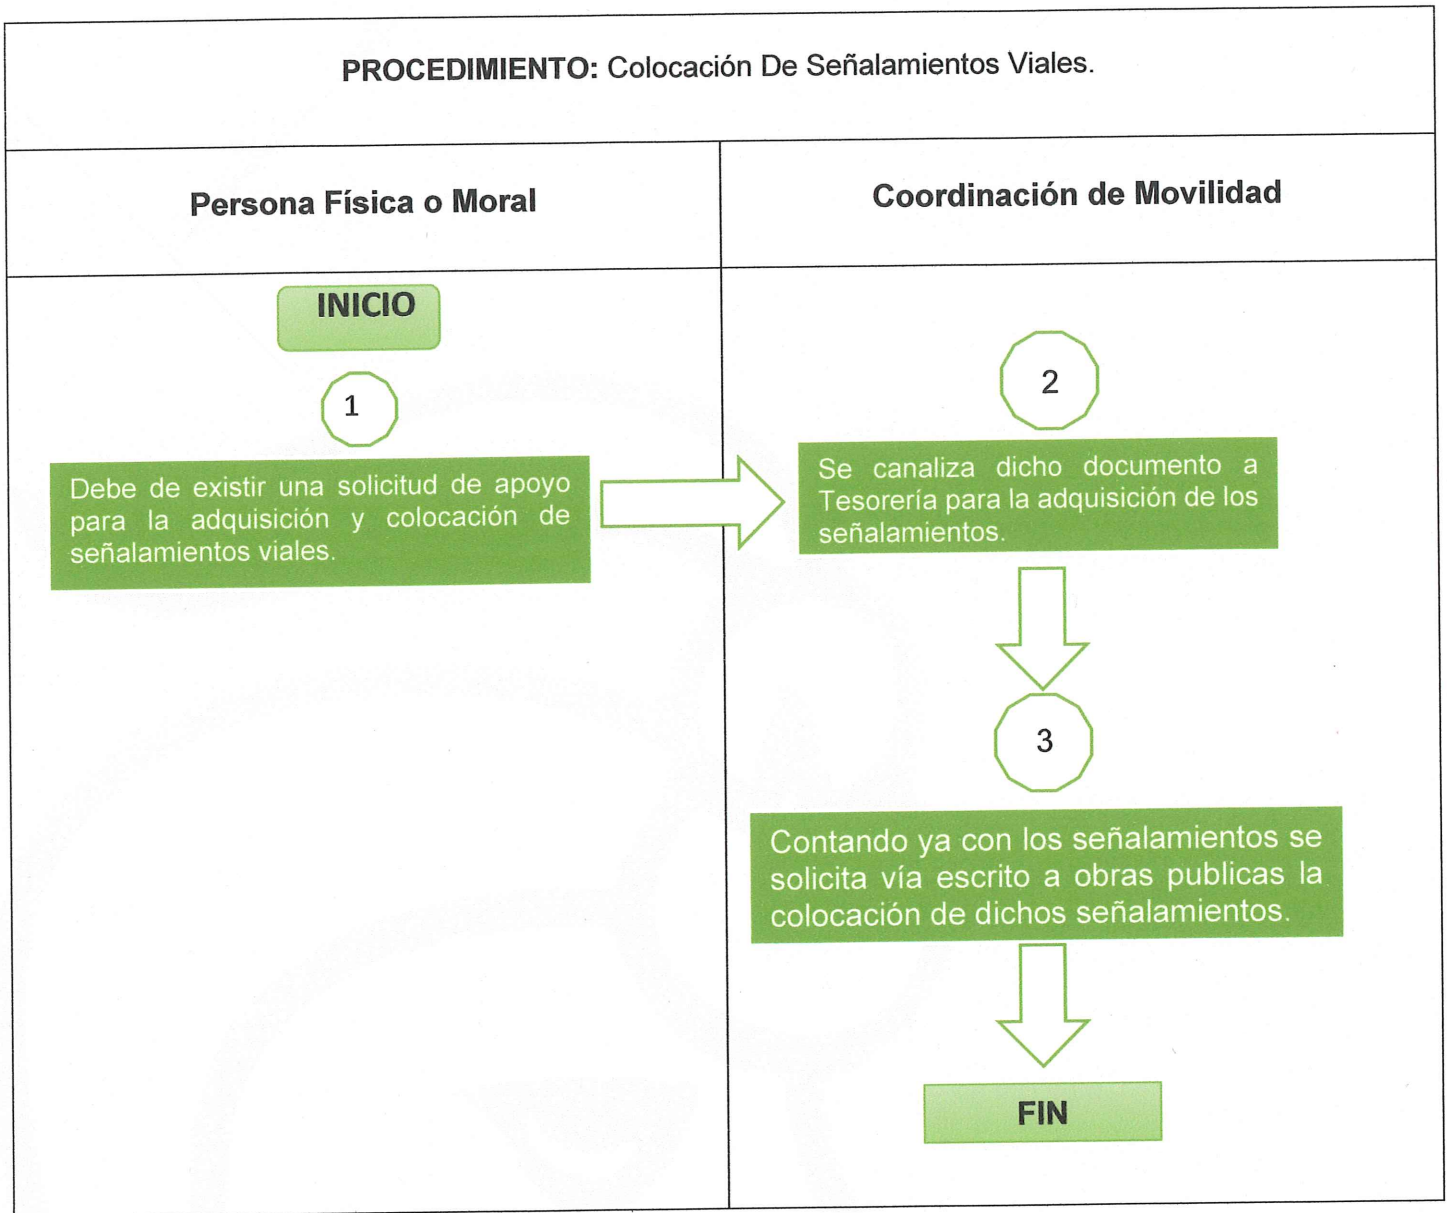 PROCEDIMIENTO: Colocación De Señalamientos Viales.
Persona Física o Moral
Coordinación de Movilidad
INICIO
1
Debe de existir una solicitud de apoyo
para la adquisición y colocación de
señalamientos viales.
2
Se canaliza dicho documento a
Tesorería para la adquisición de los
señalamientos.
3
Contando ya con los señalamientos se
solicita vía escrito a obras publicas la
colocación de dichos señalamientos.
FIN